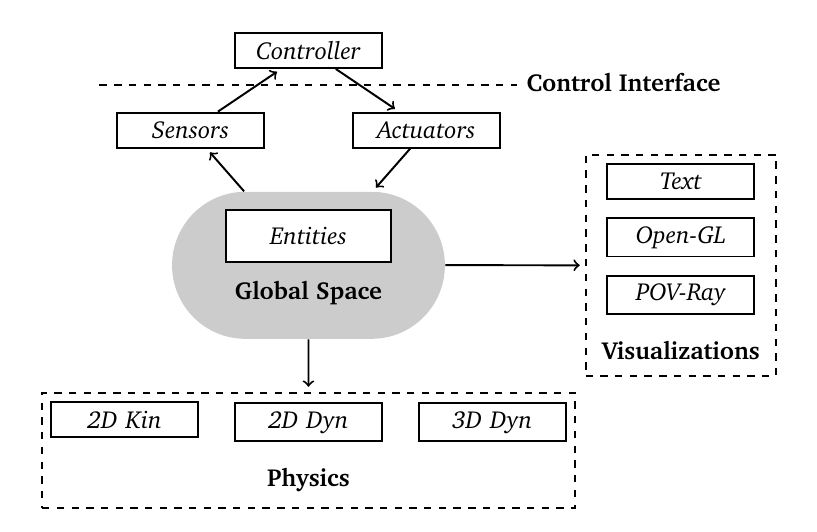 Controller
Control Interface
Sensors
Actuators
Text
Entities
Open-GL
Global Space
POV-Ray
Visualizations
2D Kin
2D Dyn
3D Dyn
Physics